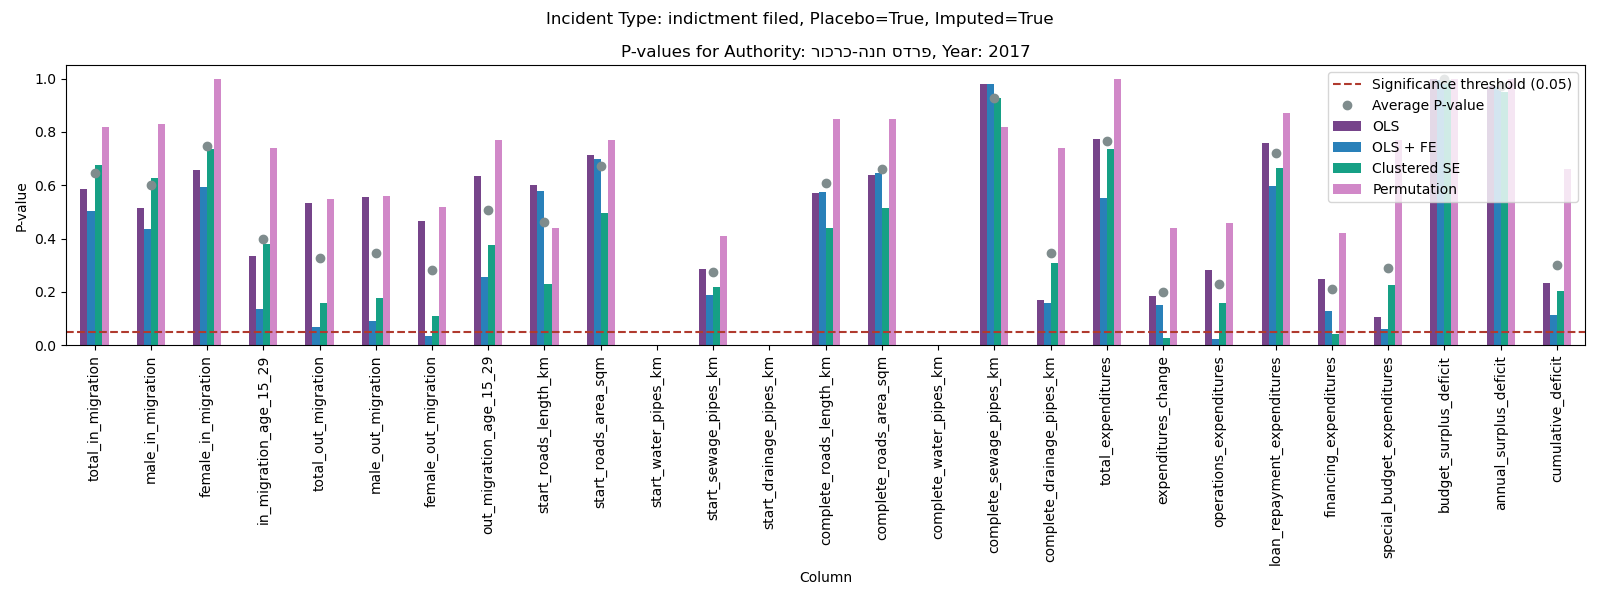 Incident Type: indictment filed, Placebo=True, Imputed=True
P-values for Authority: פרדס חנה-כרכור, Year: 2017
P-value
1.0
0.8
0.6
0.4
0.2
0.0
Significance threshold (0.05)
Average P-value
OLS
OLS + FE
Clustered SE
Permutation
total_in_migration
male_in_migration
female_in_migration
in_migration_age_15_29
total_out_migration
male_out_migration
female_out_migration
out_migration_age_15_29
start_roads_length_km
start_roads_area_sqm
start_water_pipes_km
start_sewage_pipes_km
start_drainage_pipes_km
complete_roads_length_km
complete_roads_area_sqm
complete_water_pipes_km
complete_sewage_pipes_km
complete_drainage_pipes_km
total_expenditures
expenditures_change
operations_expenditures
loan_repayment_expenditures
financing_expenditures
special_budget_expenditures
budget_surplus_deficit
annual_surplus_deficit
cumulative_deficit
Column